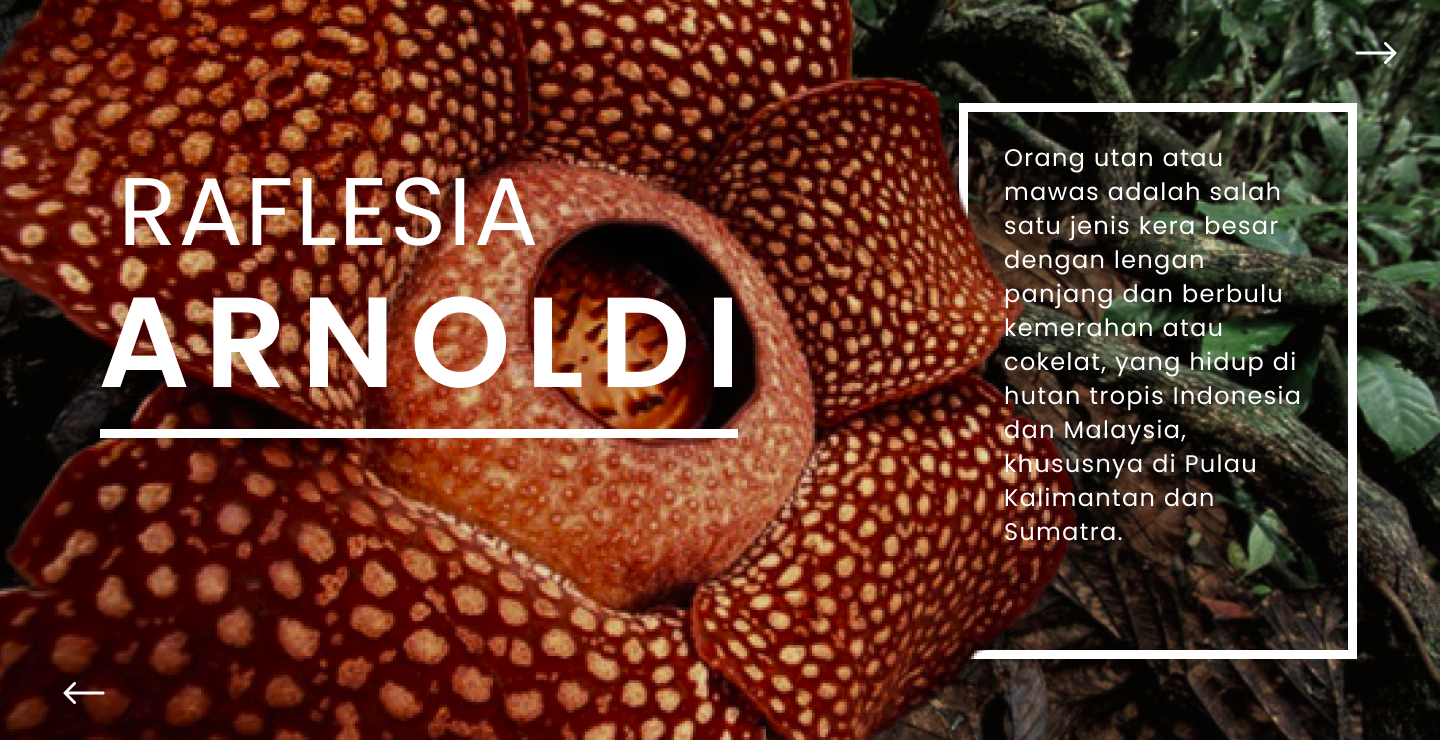 RAFLESIA
ARNOLDI
Orang utan atau
mawas adalah salah
satu jenis kera besar
dengan lengan
panjang dan berbulu
kemerahan atau
cokelat, yang hidup di
hutan tropis Indonesia
dan Malaysia,
khususnya di Pulau
Kalimantan dan
Sumatra.